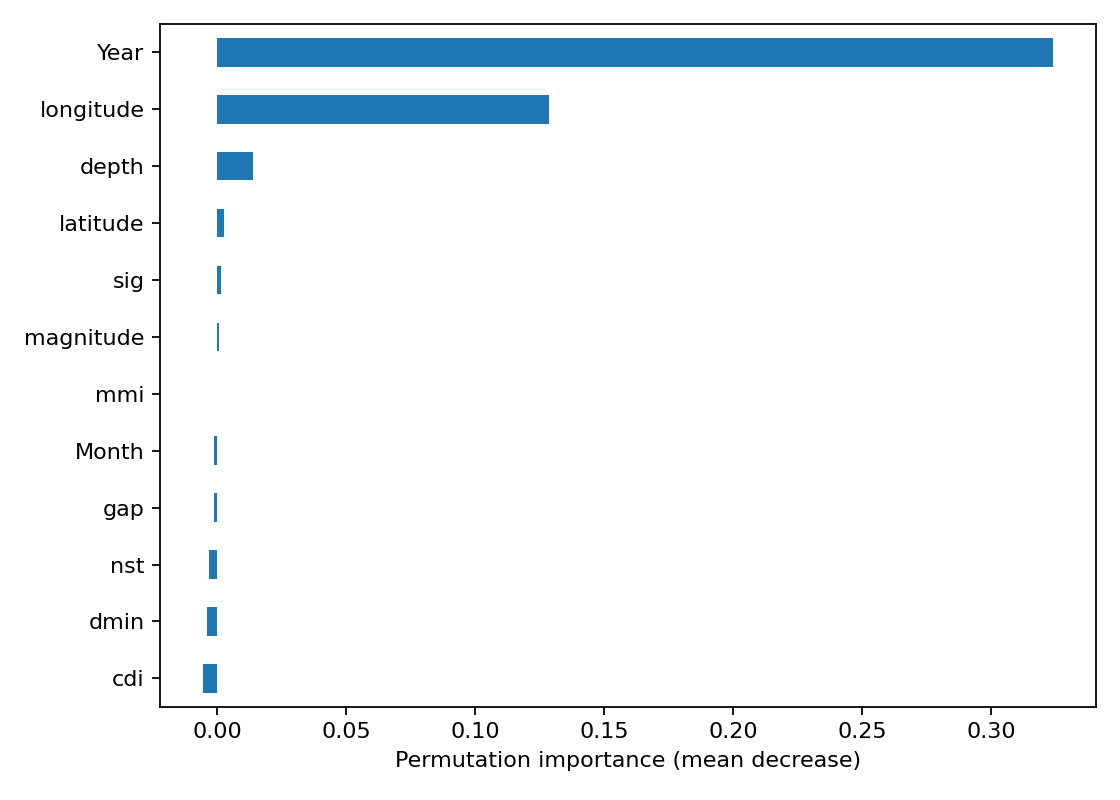 Year
longitude
depth
latitude
sig
magnitude
mmi
Month
gap
nst
dmin
cdi
0.00 0.05 0.10 0.15 0.20 0.25 0.30
Permutation importance (mean decrease)